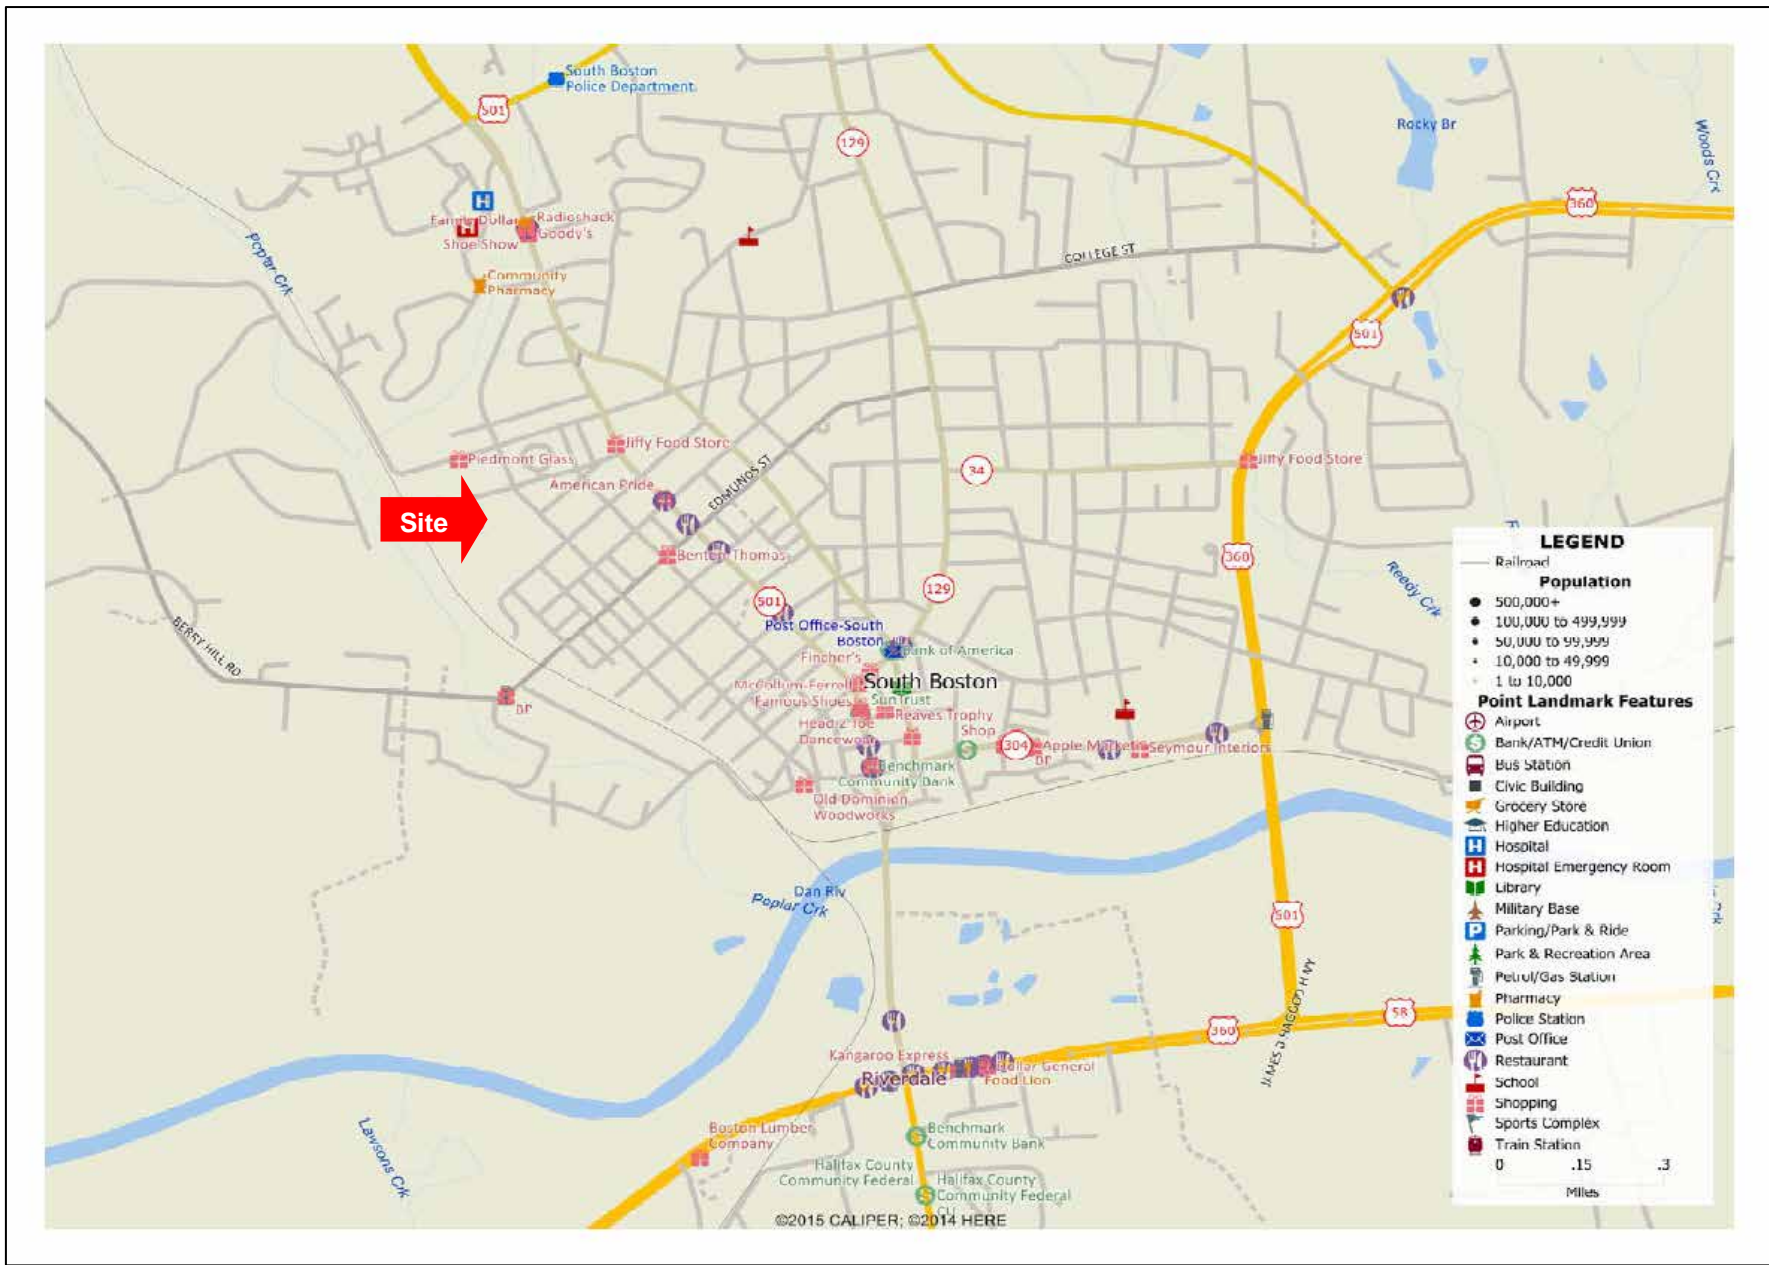 South Boston
Police Department
501
129
Rocky Br
Woods Crk
360
Family Dollar
Radioshack
Shoe Show
Goody's
Poplar Crk
COLLEGE ST
Community
Pharmacy
501
Jiffy Food Store
Piedmont Glass
34
Jiffy Food Store
American Pride
EDMUNDS ST
Site
Benton Thomas
360
Reedy Crk
501
129
BERRY HILL RD
Post Office-South
Boston
Bank of America
Fincher's
McCollum-Ferrell
South Boston
Famous Shoes
SunTrust
BP
Head 2 Toe
Dancewear
Reaves Trophy
Shop
304
Apple Market
BP
Seymour Interiors
Benchmark
Community Bank
Old Dominion
Woodworks
Dan Riv
Poplar Crk
501
JAMES D HAGOOD HWY
58
360
Kangaroo Express
Riverdale
Dollar General
Food Lion
Boston Lumber
Company
Benchmark
Community Bank
Lawsons Crk
Halifax County
Community Federal
Halifax County
Community Federal
CU
©2015 CALIPER; ©2014 HERE
LEGEND
Railroad
Population
500,000+
100,000 to 499,999
50,000 to 99,999
10,000 to 49,999
1 to 10,000
Point Landmark Features
Airport
Bank/ATM/Credit Union
Bus Station
Civic Building
Grocery Store
Higher Education
Hospital
Hospital Emergency Room
Library
Military Base
Parking/Park & Ride
Park & Recreation Area
Petrol/Gas Station
Pharmacy
Police Station
Post Office
Restaurant
School
Shopping
Sports Complex
Train Station
0 .15 .3
Miles